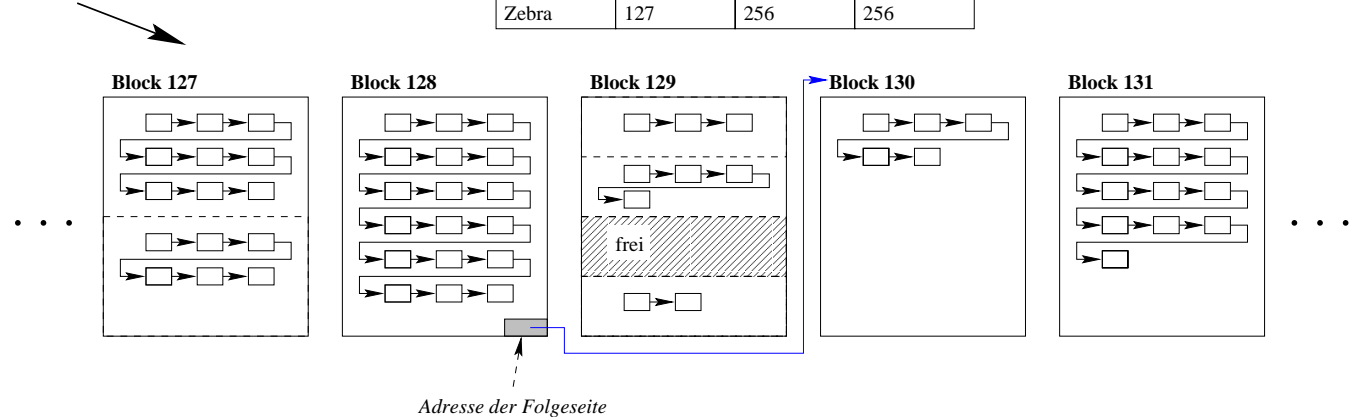 Zebra 127 256 256
Block 127 Block 128 Block 129 Block 130 Block 131
. . . frei . . .
Adresse der Folgeseite